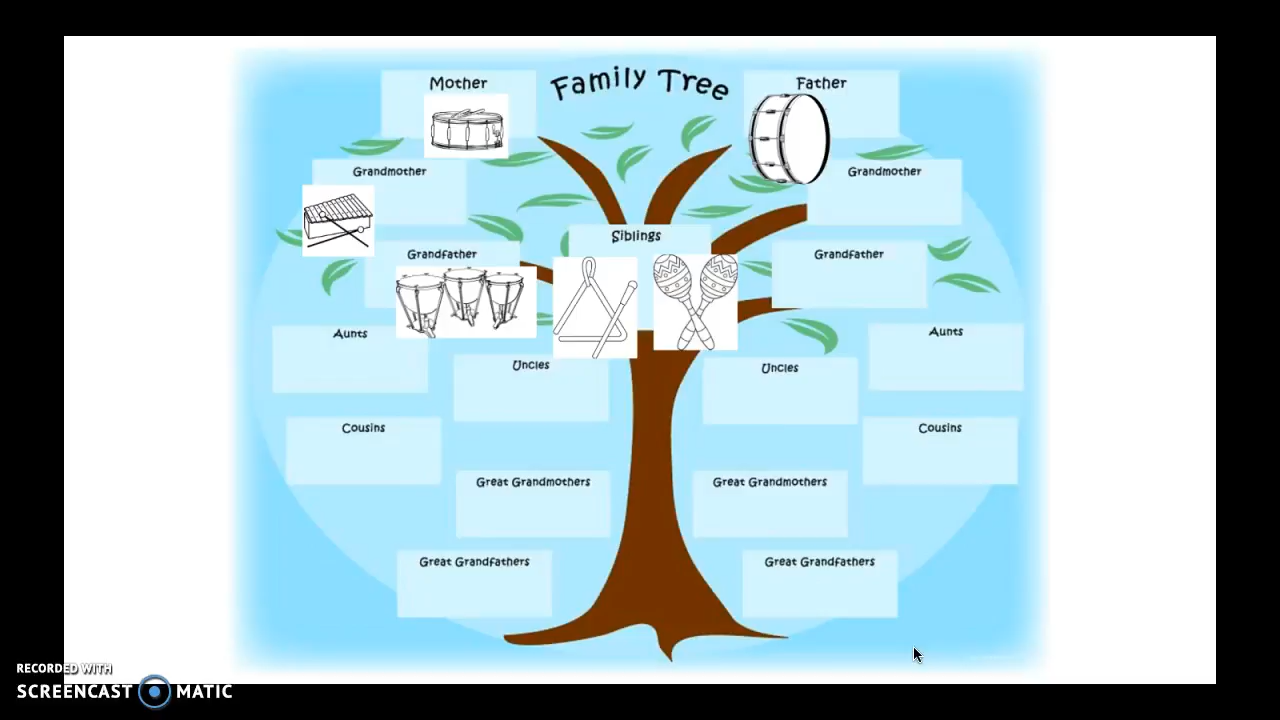 Family Tree
Mother
Father
Grandmother
Grandmother
Siblings
Grandfather
Grandfather
Aunts
Aunts
Uncles
Uncles
Cousins
Cousins
Great Grandmothers
Great Grandmothers
Great Grandfathers
Great Grandfathers
RECORDED WITH
SCREENCAST MATIC